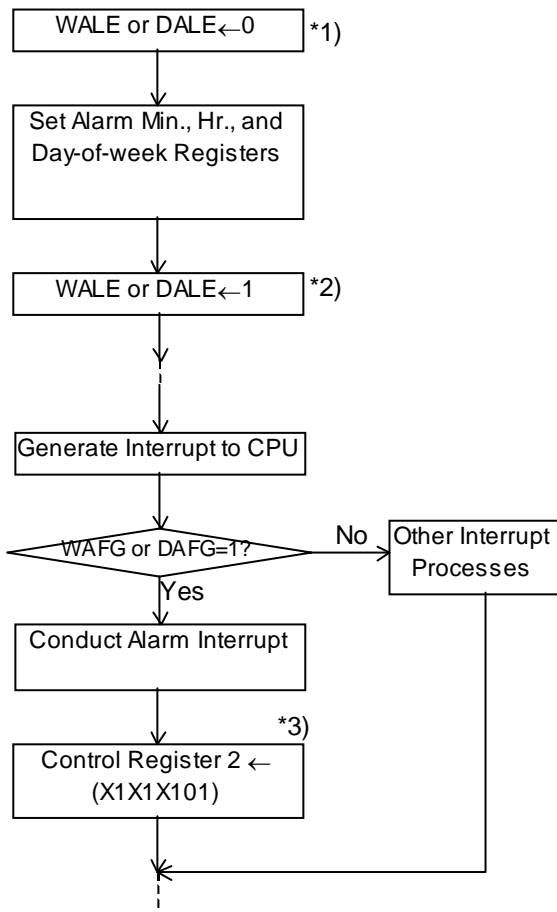 WALE or DALE←0
*1)
Set Alarm Min., Hr., and
Day-of-week Registers
WALE or DALE←1
*2)
Generate Interrupt to CPU
WAFG or DAFG=1?
No
Other Interrupt
Processes
Yes
Conduct Alarm Interrupt
*3)
Control Register 2 ←
(X1X1X101)